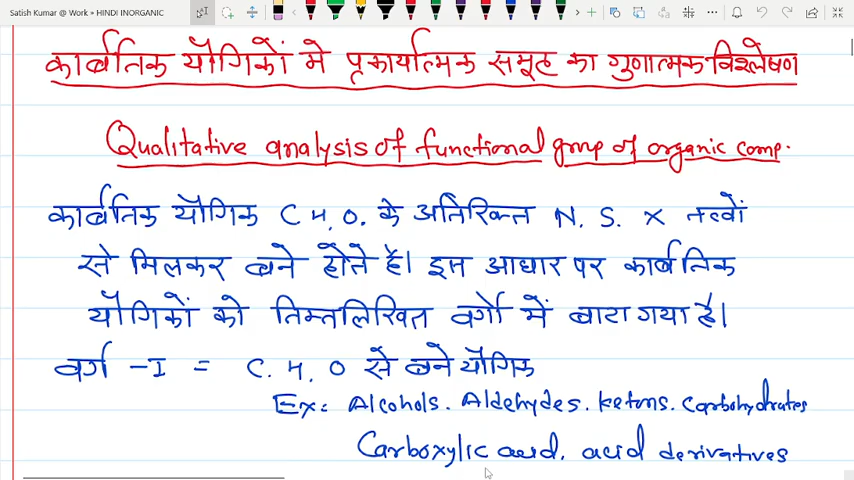 Satish Kumar @ Work » HINDI INORGANIC
कार्बनिक यौगिकों मे प्रकार्यात्मक समूह का गुणात्मक विश्लेषण
Qualitative analysis of functional group of organic comp.
कार्बनिक यौगिक C H, O. के अतिरिक्त N. S. X तत्वों
से मिलकर बने होते है। इस आधार पर कार्बनिक
यौगिकों को निम्नलिखित वर्गो में बाटा गया है।
वर्ग -I = C. H, O से बने यौगिक
Ex= Alcohols. Aldehydes. ketons. Carbohydrates
Carboxylic acid. acid derivatives